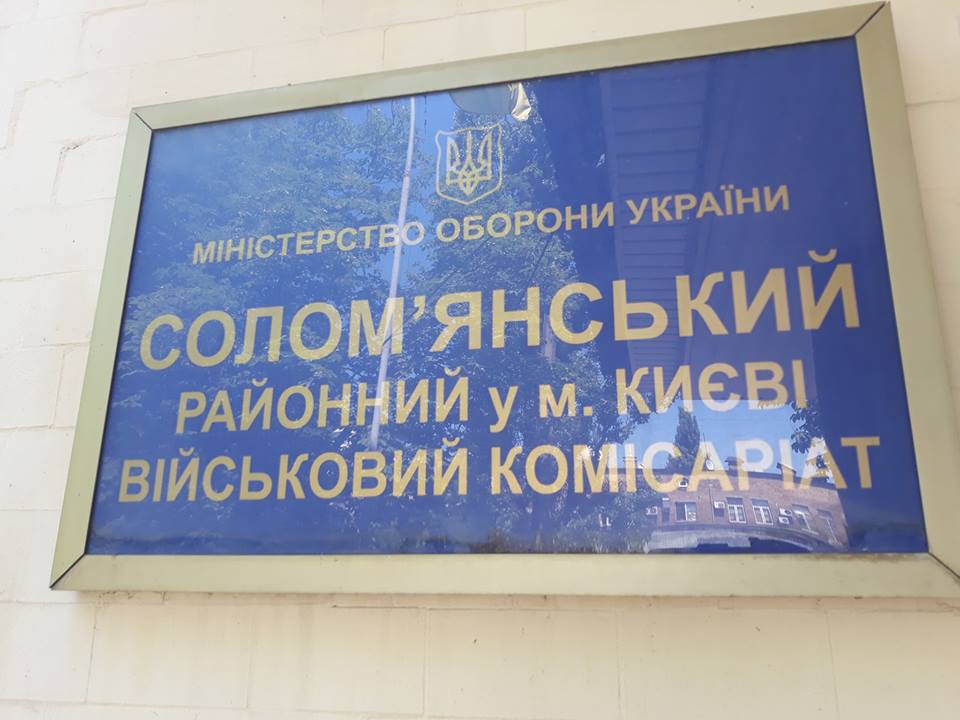 МІНІСТЕРСТВО ОБОРОНИ УКРАЇНИ
СОЛОМ’ЯНСЬКИЙ
РАЙОННИЙ у м. КИЄВІ
ВІЙСЬКОВИЙ КОМІСАРІАТ